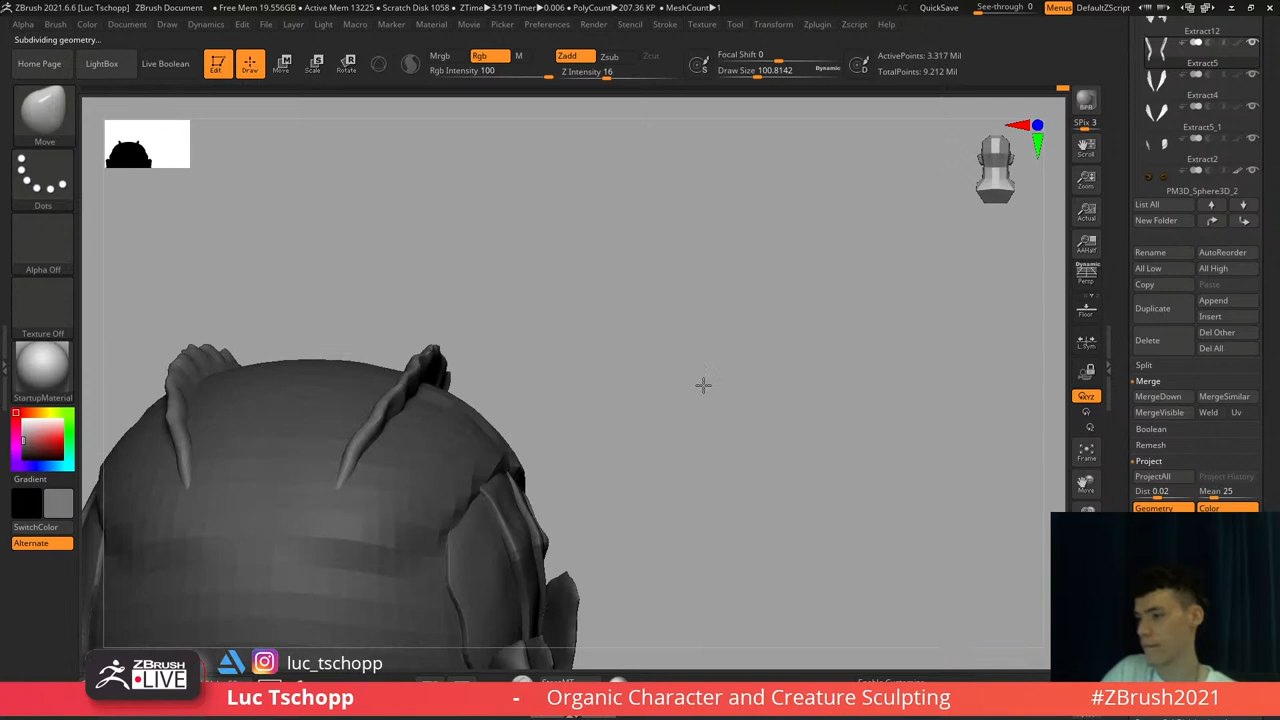 ZBrush 2021.6.6 [Luc Tschopp] ZBrush Document • Free Mem 19.556GB • Active Mem 13225 • Scratch Disk 1058 • ZTime▶3.519 Timer▶0.006 • PolyCount▶207.36 KP • MeshCount▶1 AC QuickSave See-through 0 Menus DefaultZScript
Alpha Brush Color Document Draw Dynamics Edit File Layer Light Macro Marker Material Movie Picker Preferences Render Stencil Stroke Texture Tool Transform Zplugin Zscript Help
Subdividing geometry...
Home Page LightBox Live Boolean Edit Draw Move Scale Rotate
Mrgb Rgb M Zadd Zsub Zcut
Rgb Intensity 100 Z Intensity 16
Focal Shift 0
Draw Size 100.8142 Dynamic
ActivePoints: 3.317 Mil
TotalPoints: 9.212 Mil
S D
Move
Dots
Alpha Off
Texture Off
StartupMaterial
Gradient
SwitchColor
Alternate
BPR
SPix 3
Scroll
Zoom
Actual
AAHalf
Dynamic
Persp
Floor
L.Sym
XYZ
Frame
Move
Extract12
Extract5
Extract4
Extract5_1
Extract2
PM3D_Sphere3D_2
List All
New Folder
Rename AutoReorder
All Low All High
Copy Paste
Duplicate Append
Insert
Delete Del Other
Del All
Split
Merge
MergeDown MergeSimilar
MergeVisible Weld Uv
Boolean
Remesh
Project
ProjectAll Project History
Dist 0.02 Mean 25
Geometry Color
ZBRUSH
LIVE
luc_tschopp
Luc Tschopp - Organic Character and Creature Sculpting #ZBrush2021